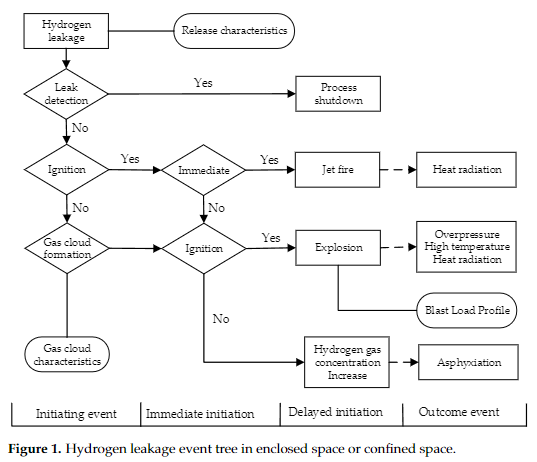 Hydrogen
leakage
Release characteristics
Leak
detection
Yes
Process
shutdown
No
Ignition
Yes
Immediate
Yes
Jet fire
Heat radiation
No
No
Gas cloud
formation
Ignition
Yes
Explosion
Overpressure
High temperature
Heat radiation
Blast Load Profile
No
Gas cloud
characteristics
Hydrogen gas
concentration
Increase
Asphyxiation
Initiating event
Immediate initiation
Delayed initiation
Outcome event
Figure 1. Hydrogen leakage event tree in enclosed space or confined space.